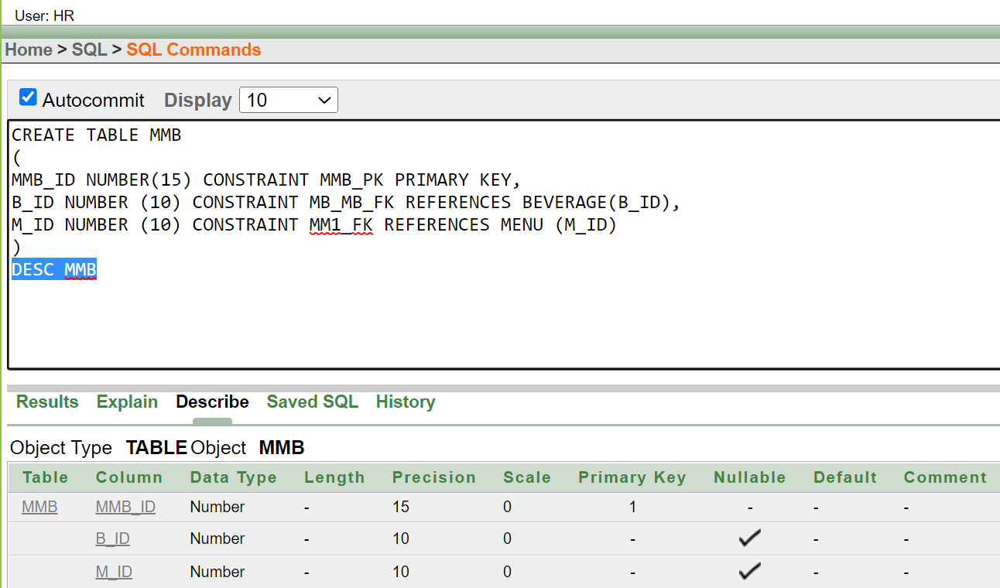 User: HR
Home > SQL > SQL Commands
Autocommit Display 10
CREATE TABLE MMB
(
MMB_ID NUMBER(15) CONSTRAINT MMB_PK PRIMARY KEY,
B_ID NUMBER (10) CONSTRAINT MB_MB_FK REFERENCES BEVERAGE(B_ID),
M_ID NUMBER (10) CONSTRAINT MM1_FK REFERENCES MENU (M_ID)
)
DESC MMB
Results Explain Describe Saved SQL History
Object Type TABLE Object MMB
Table Column Data Type Length Precision Scale Primary Key Nullable Default Comment
MMB MMB_ID Number - 15 0 1 - - -
B_ID Number - 10 0 - ✓ - -
M_ID Number - 10 0 - ✓ - -